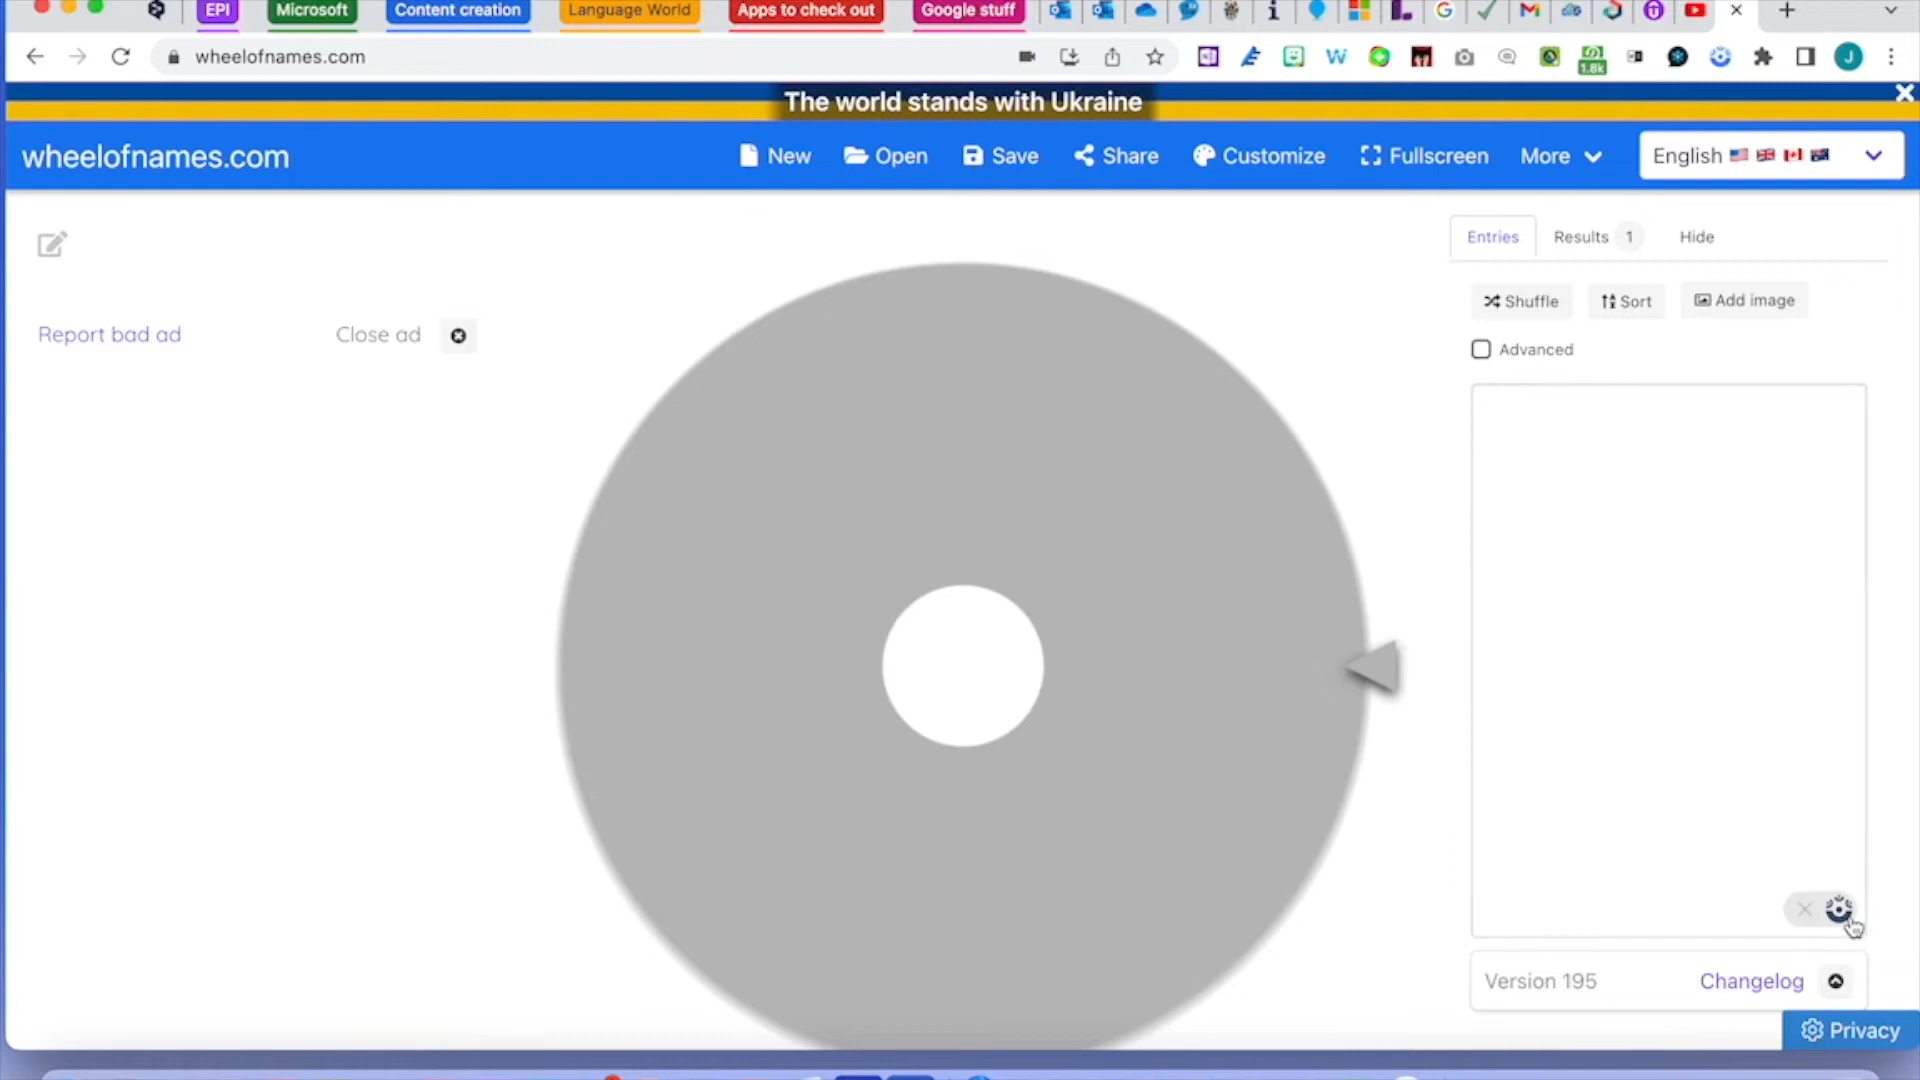 EPI
Microsoft
Content creation
Language World
Apps to check out
Google stuff
wheelofnames.com
1.8k
J
The world stands with Ukraine
wheelofnames.com
New
Open
Save
Share
Customize
Fullscreen
More
English
Entries
Results 1
Hide
Shuffle
Sort
Add image
Advanced
Report bad ad
Close ad
Version 195
Changelog
Privacy